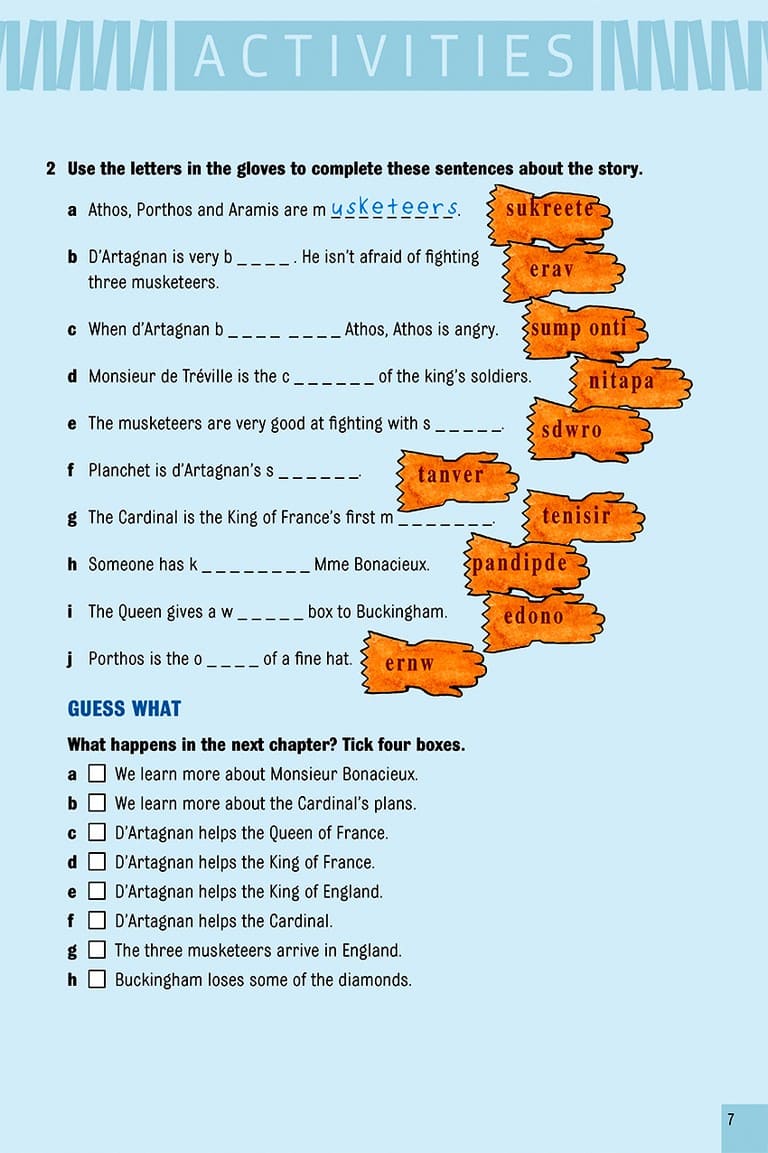 ACTIVITIES
2 Use the letters in the gloves to complete these sentences about the story.
a Athos, Porthos and Aramis are m usketeers. sukreete
b D'Artagnan is very b _ _ _ _ . He isn't afraid of fighting erav
three musketeers.
c When d'Artagnan b _ _ _ _ _ _ _ _ Athos, Athos is angry. sump onti
d Monsieur de Tréville is the c _ _ _ _ _ _ of the king's soldiers. nitapa
e The musketeers are very good at fighting with s _ _ _ _ _. sdwro
f Planchet is d'Artagnan's s _ _ _ _ _ _. tanver
g The Cardinal is the King of France's first m _ _ _ _ _ _ _. tenisir
h Someone has k _ _ _ _ _ _ _ _ Mme Bonacieux. pandipde
i The Queen gives a w _ _ _ _ _ box to Buckingham. edono
j Porthos is the o _ _ _ _ of a fine hat. ernw
GUESS WHAT
What happens in the next chapter? Tick four boxes.
a We learn more about Monsieur Bonacieux.
b We learn more about the Cardinal's plans.
c D'Artagnan helps the Queen of France.
d D'Artagnan helps the King of France.
e D'Artagnan helps the King of England.
f D'Artagnan helps the Cardinal.
g The three musketeers arrive in England.
h Buckingham loses some of the diamonds.
7